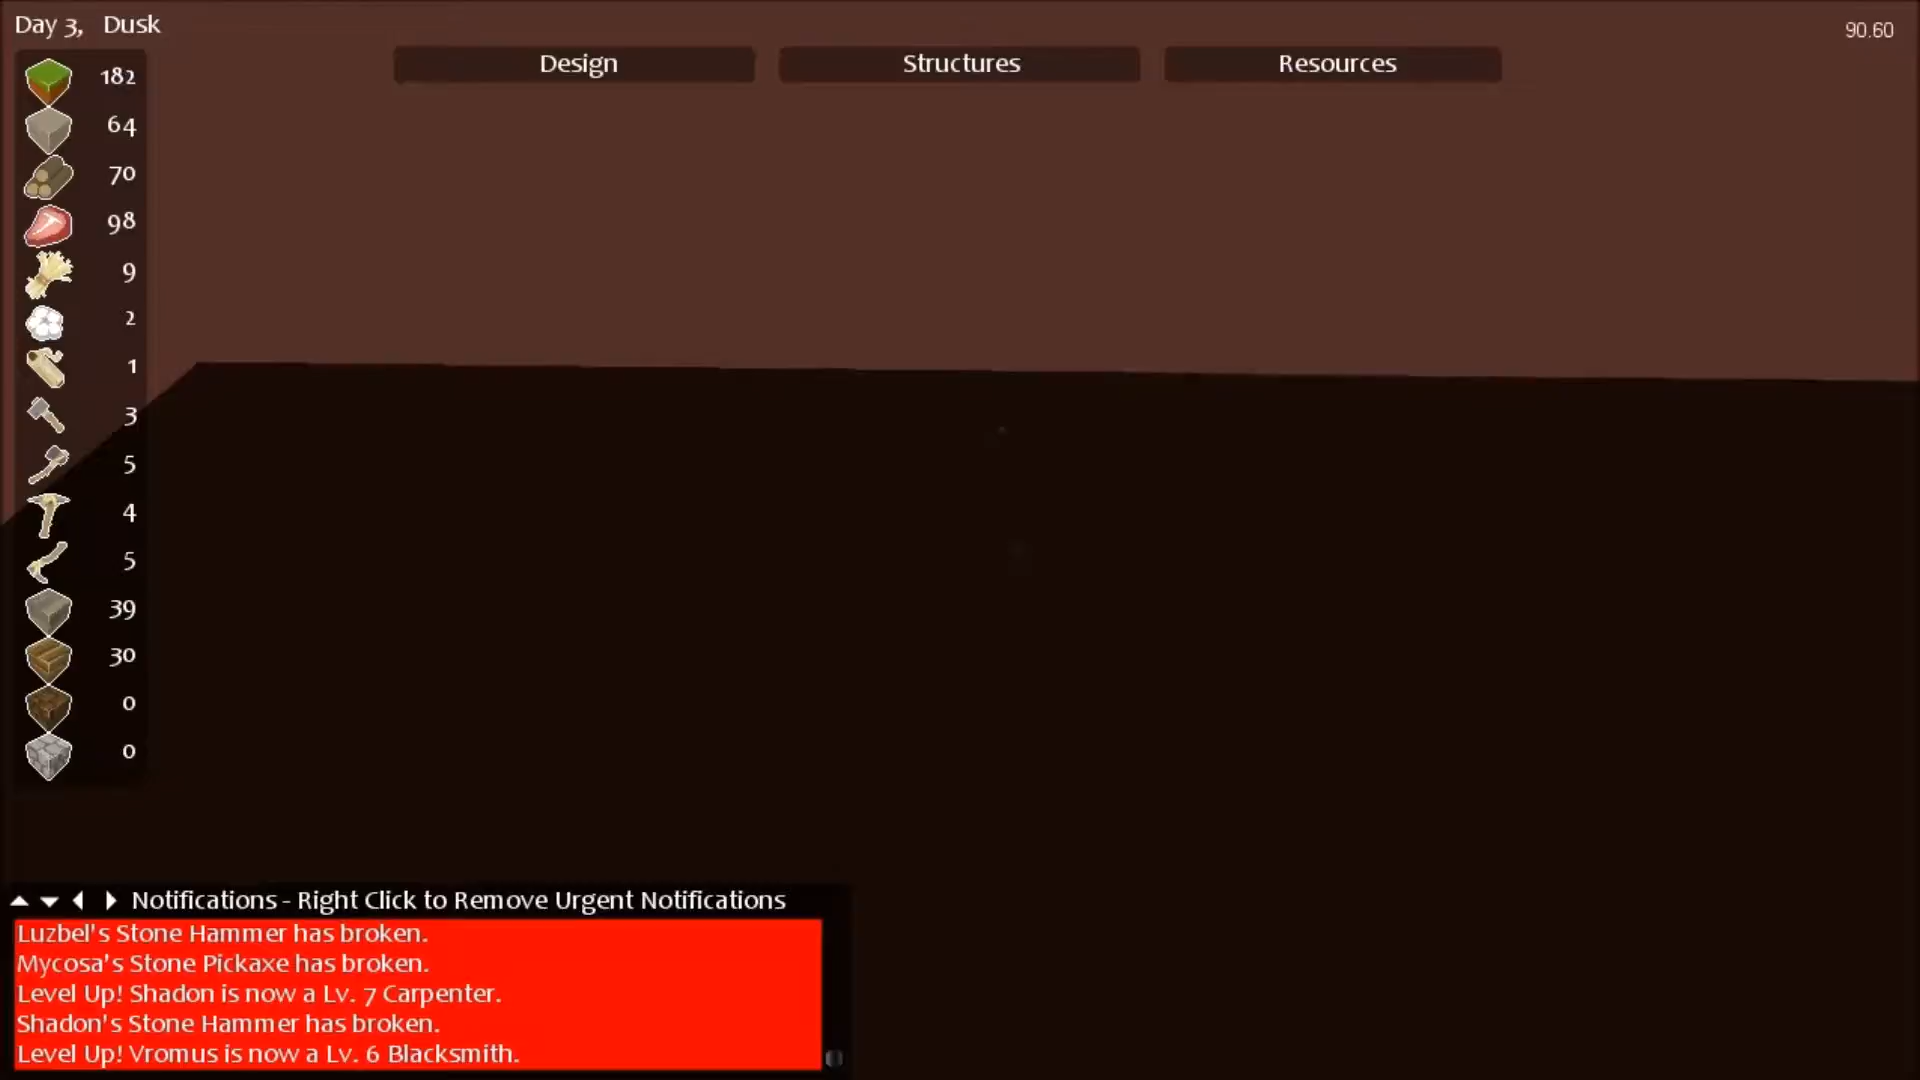 Day 3, Dusk
90.60
Design Structures Resources
182
64
70
98
9
2
1
3
5
4
5
39
30
0
0
Notifications - Right Click to Remove Urgent Notifications
Luzbel's Stone Hammer has broken.
Mycosa's Stone Pickaxe has broken.
Level Up! Shadon is now a Lv. 7 Carpenter.
Shadon's Stone Hammer has broken.
Level Up! Vromus is now a Lv. 6 Blacksmith.